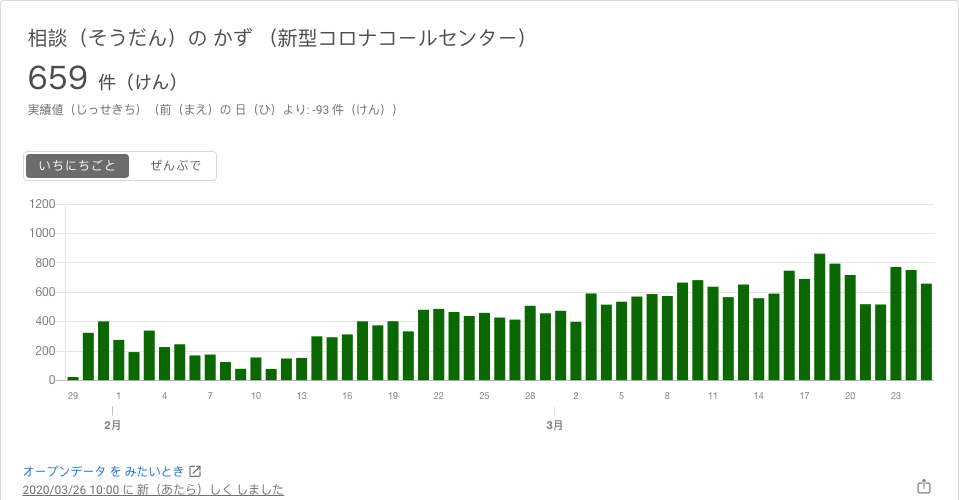 相談（そうだん）の かず （新型コロナコールセンター）
659 件（けん）
実績値（じっせきち）（前（まえ）の 日（ひ）より: -93 件（けん））
いちにちごと ぜんぶで
1200
1000
800
600
400
200
0
29 1 4 7 10 13 16 19 22 25 28 2 5 8 11 14 17 20 23
2月 3月
オープンデータ を みたいとき
2020/03/26 10:00 に 新（あたら）しく しました